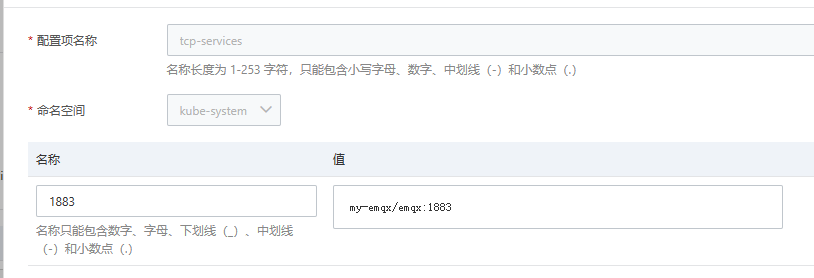 * 配置项名称
tcp-services
名称长度为 1-253 字符，只能包含小写字母、数字、中划线（-）和小数点（.）
* 命名空间
kube-system
名称
值
1883
my-emqx/emqx:1883
名称只能包含数字、字母、下划线（_）、中划线
（-）和小数点（.）